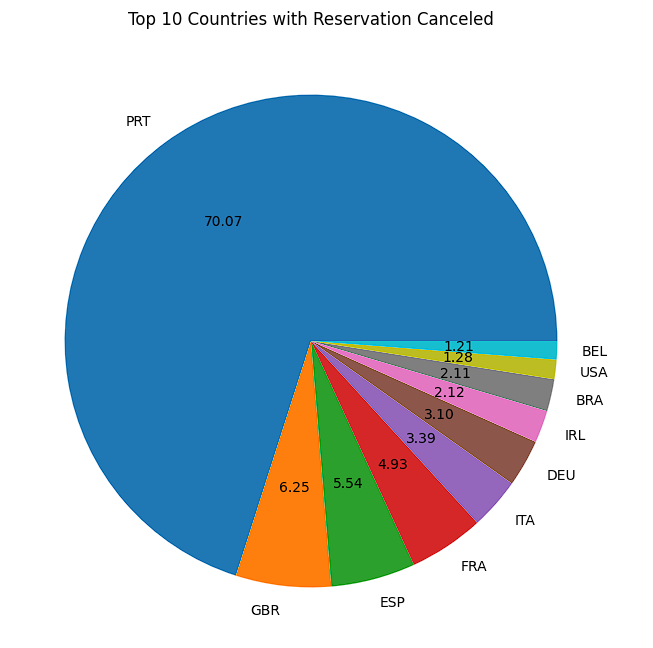 Top 10 Countries with Reservation Canceled
PRT
70.07
1.21
BEL
1.28
USA
2.11
BRA
2.12
IRL
3.10
DEU
3.39
ITA
4.93
FRA
5.54
ESP
6.25
GBR